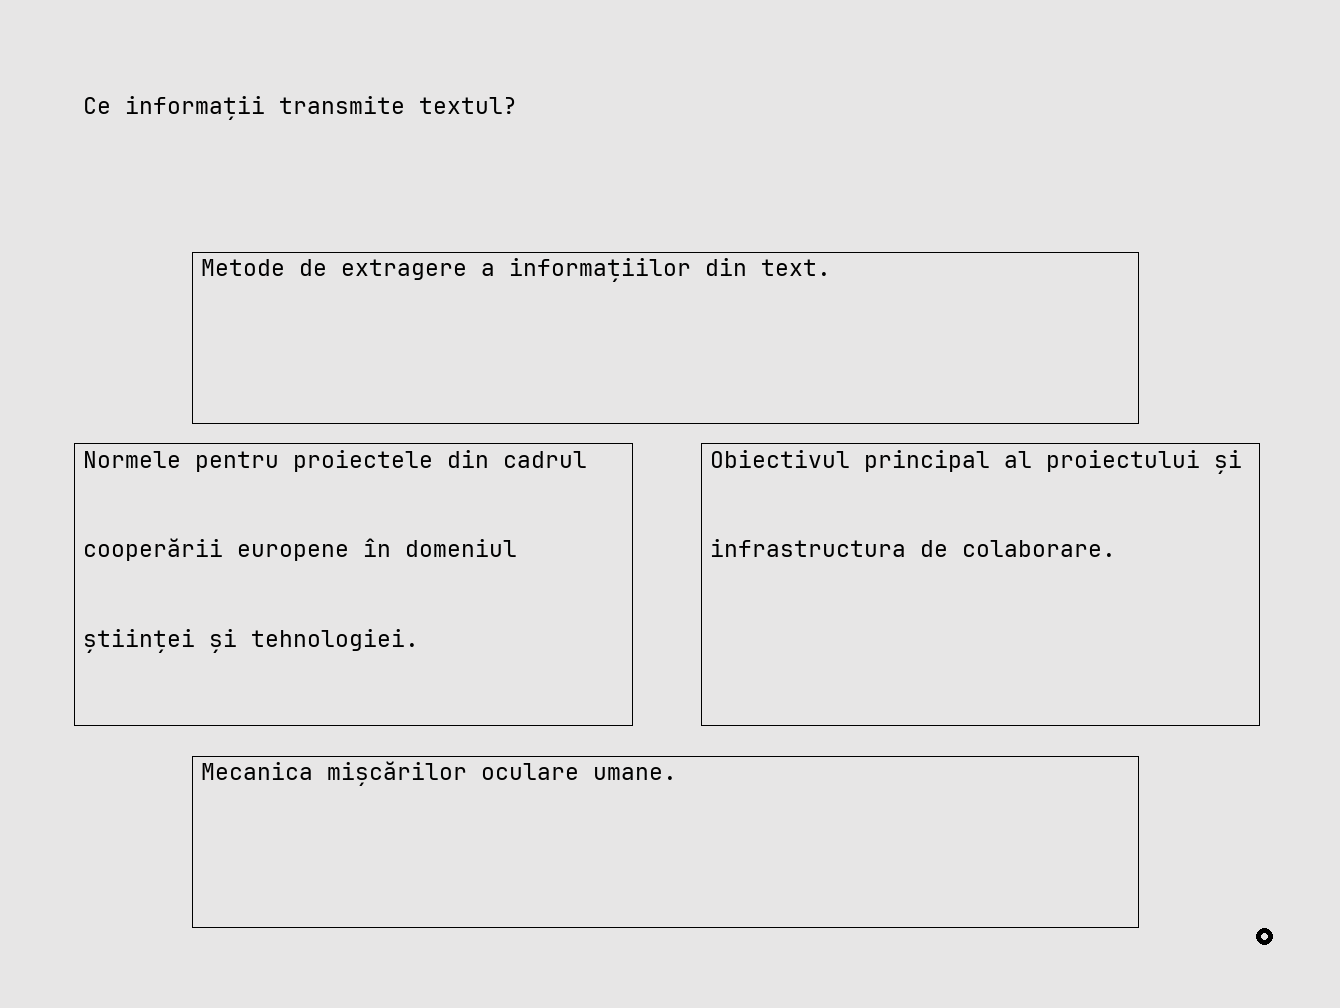 Ce informații transmite textul?
Metode de extragere a informațiilor din text.
Normele pentru proiectele din cadrul
cooperării europene în domeniul
științei și tehnologiei.
Obiectivul principal al proiectului și
infrastructura de colaborare.
Mecanica mișcărilor oculare umane.